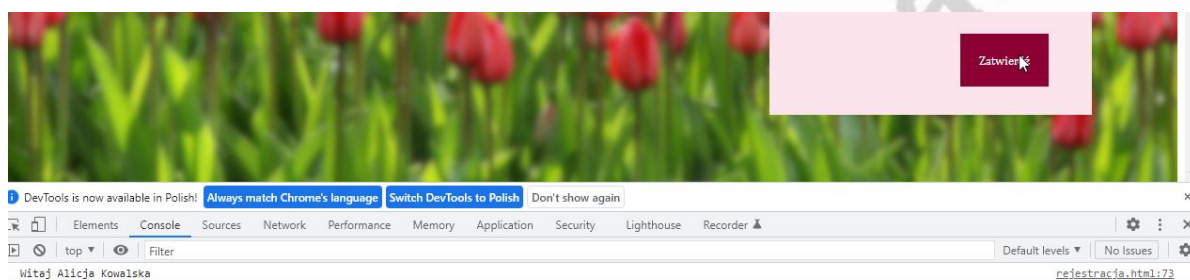 Zatwierdź
DevTools is now available in Polish! Always match Chrome's language Switch DevTools to Polish Don't show again
Elements Console Sources Network Performance Memory Application Security Lighthouse Recorder
top Filter Default levels No Issues
Witaj Alicja Kowalska rejestracja.html:73